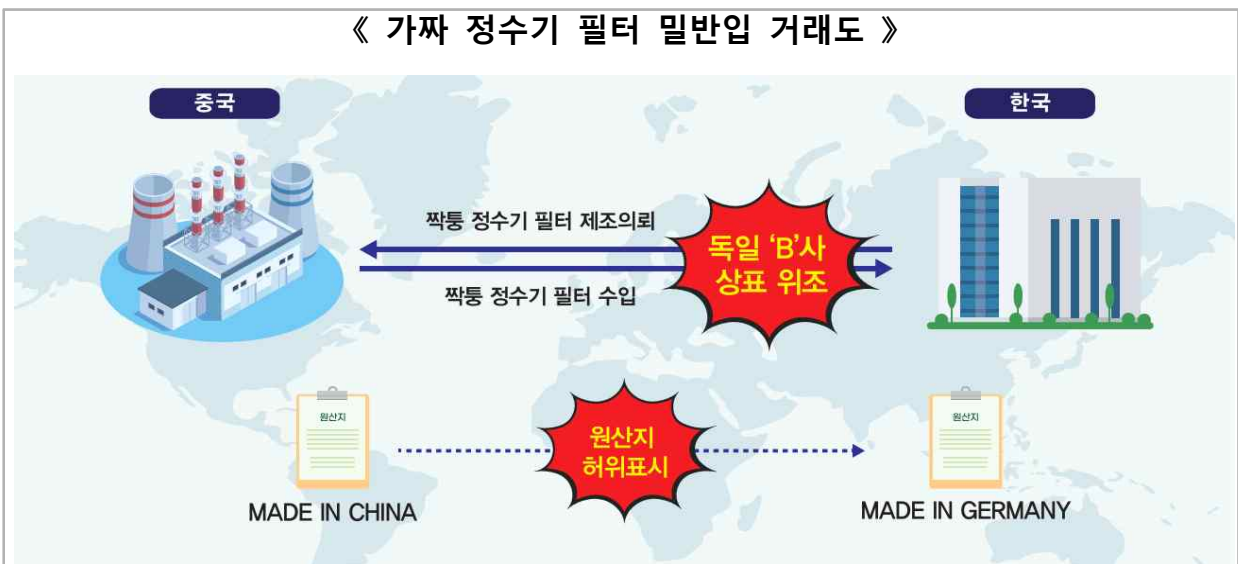 《 가짜 정수기 필터 밀반입 거래도 》
중국
한국
짝퉁 정수기 필터 제조의뢰
독일 ‘B’사
상표 위조
짝퉁 정수기 필터 수입
원산지
원산지
허위표시
원산지
MADE IN CHINA
MADE IN GERMANY